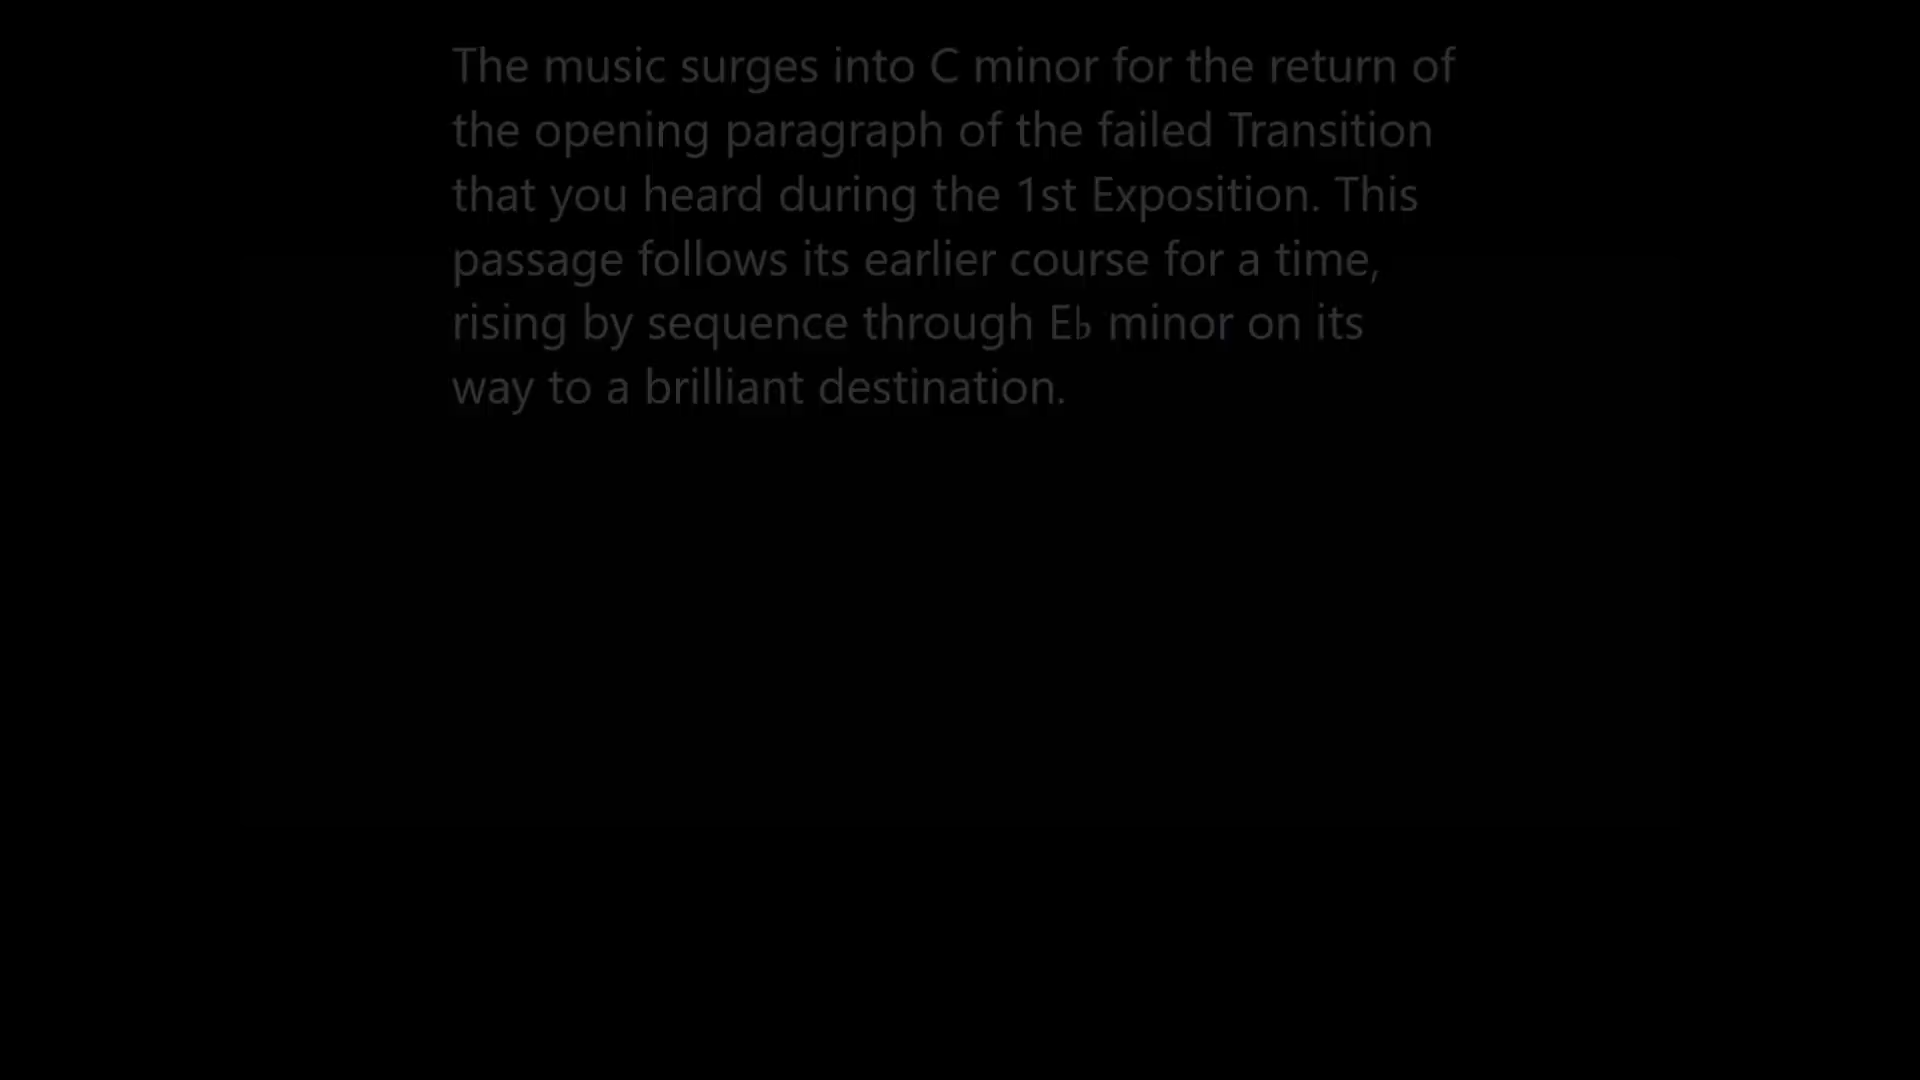 The music surges into C minor for the return of
the opening paragraph of the failed Transition
that you heard during the 1st Exposition. This
passage follows its earlier course for a time,
rising by sequence through E♭ minor on its
way to a brilliant destination.